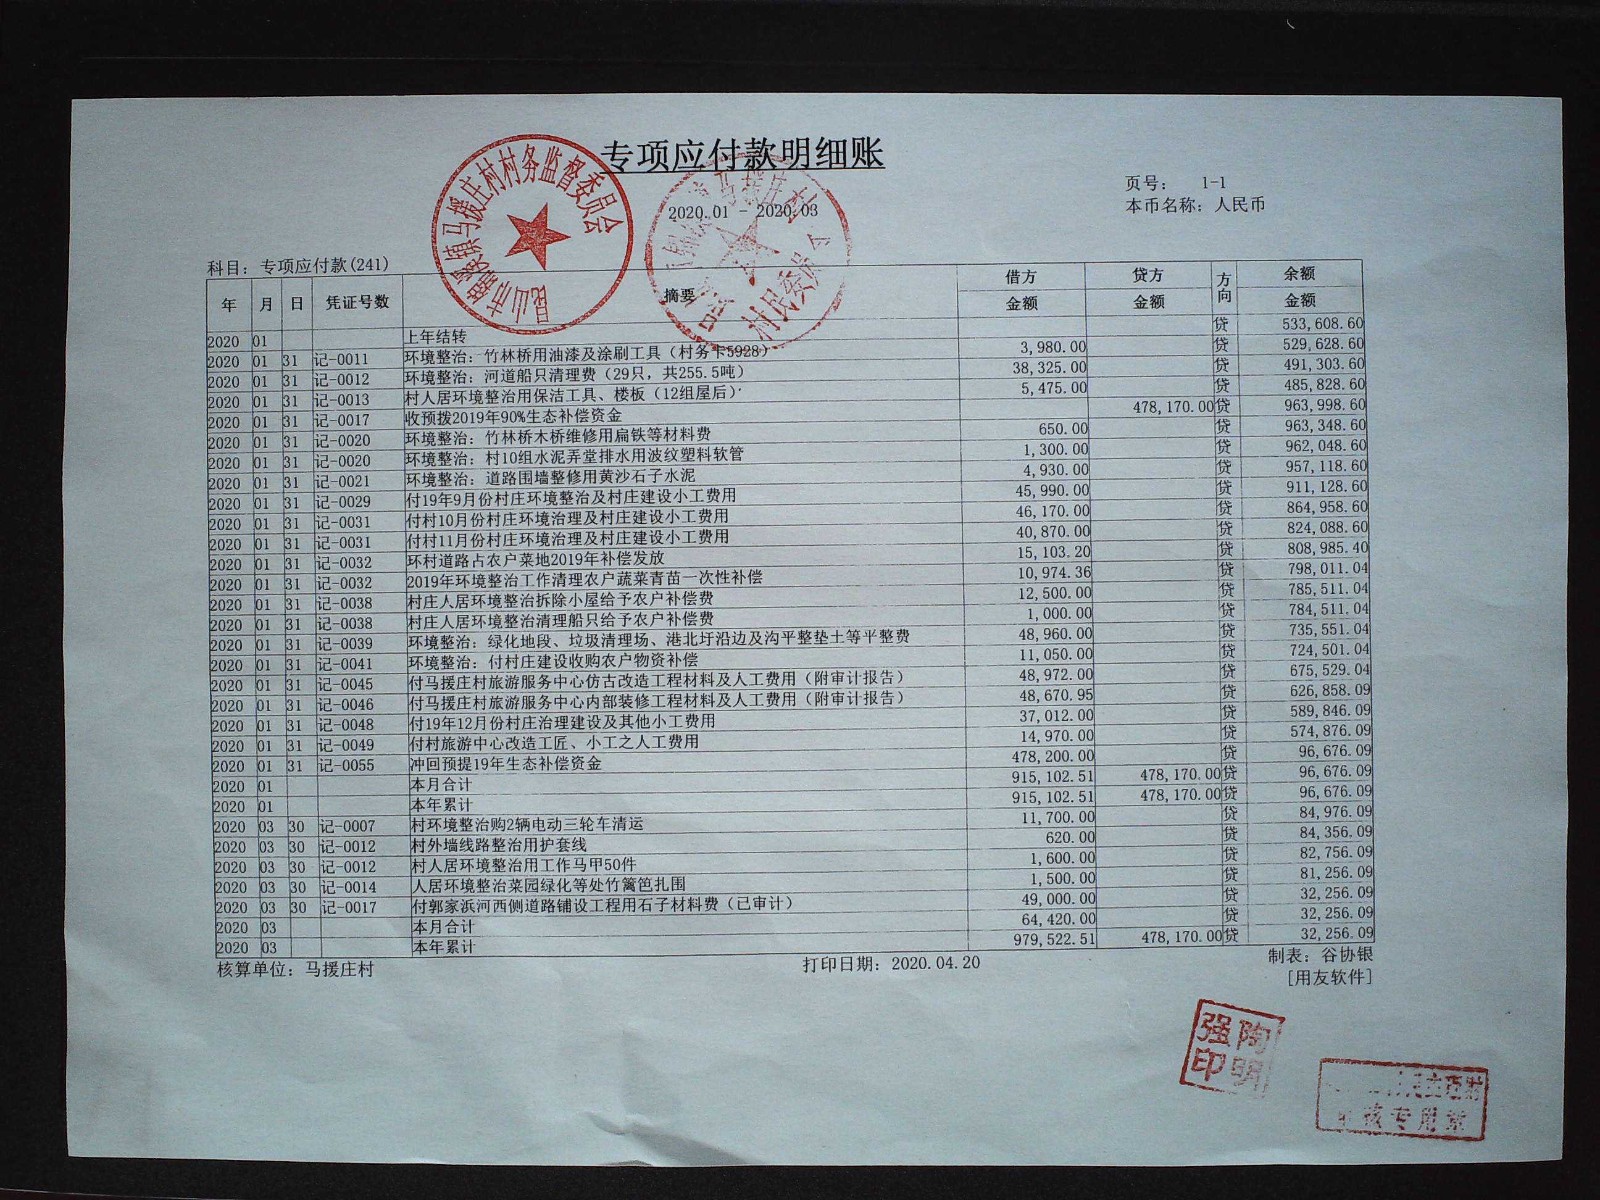 专项应付款明细账
2020.01 - 2020.03
页号: 1-1
本币名称: 人民币
昆山市锦溪镇马援庄村村务监督委员会
马援庄村
村民委员会
科目: 专项应付款(241)
年 月 日 凭证号数 摘要 借方 贷方 方向 余额
金额 金额 金额
2020 01 上年结转 贷 533,608.60
2020 01 31 记-0011 环境整治: 竹林桥用油漆及涂刷工具(村务卡5928) 3,980.00 贷 529,628.60
2020 01 31 记-0012 环境整治: 河道船只清理费(29只, 共255.5吨) 38,325.00 贷 491,303.60
2020 01 31 记-0013 村人居环境整治用保洁工具、楼板(12组屋后) 5,475.00 贷 485,828.60
2020 01 31 记-0017 收预拨2019年90%生态补偿资金 478,170.00 贷 963,998.60
2020 01 31 记-0020 环境整治: 竹林桥木桥维修用扁铁等材料费 650.00 贷 963,348.60
2020 01 31 记-0020 环境整治: 村10组水泥弄堂排水用波纹塑料软管 1,300.00 贷 962,048.60
2020 01 31 记-0021 环境整治: 道路围墙整修用黄沙石子水泥 4,930.00 贷 957,118.60
2020 01 31 记-0029 付19年9月份村庄环境整治及村庄建设小工费用 45,990.00 贷 911,128.60
2020 01 31 记-0031 付村10月份村庄环境治理及村庄建设小工费用 46,170.00 贷 864,958.60
2020 01 31 记-0031 付村11月份村庄环境治理及村庄建设小工费用 40,870.00 贷 824,088.60
2020 01 31 记-0032 环村道路占农户菜地2019年补偿发放 15,103.20 贷 808,985.40
2020 01 31 记-0032 2019年环境整治工作清理农户蔬菜青苗一次性补偿 10,974.36 贷 798,011.04
2020 01 31 记-0038 村庄人居环境整治拆除小屋给予农户补偿费 12,500.00 贷 785,511.04
2020 01 31 记-0038 村庄人居环境整治清理船只给予农户补偿费 1,000.00 贷 784,511.04
2020 01 31 记-0039 环境整治: 绿化地段、垃圾清理场、港北圩沿边及沟平整垫土等平整费 48,960.00 贷 735,551.04
2020 01 31 记-0041 环境整治: 付村庄建设收购农户物资补偿 11,050.00 贷 724,501.04
2020 01 31 记-0045 付马援庄村旅游服务中心仿古改造工程材料及人工费用(附审计报告) 48,972.00 贷 675,529.04
2020 01 31 记-0046 付马援庄村旅游服务中心内部装修工程材料及人工费用(附审计报告) 48,670.95 贷 626,858.09
2020 01 31 记-0048 付19年12月份村庄治理建设及其他小工费用 37,012.00 贷 589,846.09
2020 01 31 记-0049 付村旅游中心改造工匠、小工之人工费用 14,970.00 贷 574,876.09
2020 01 31 记-0055 冲回预提19年生态补偿资金 478,200.00 贷 96,676.09
2020 01 本月合计 915,102.51 478,170.00 贷 96,676.09
2020 01 本年累计 915,102.51 478,170.00 贷 96,676.09
2020 03 30 记-0007 村环境整治购2辆电动三轮车清运 11,700.00 贷 84,976.09
2020 03 30 记-0012 村外墙线路整治用护套线 620.00 贷 84,356.09
2020 03 30 记-0012 村人居环境整治用工作马甲50件 1,600.00 贷 82,756.09
2020 03 30 记-0014 人居环境整治菜园绿化等处竹篱笆扎围 1,500.00 贷 81,256.09
2020 03 30 记-0017 付郭家浜河西侧道路铺设工程用石子材料费(已审计) 49,000.00 贷 32,256.09
2020 03 本月合计 64,420.00 贷 32,256.09
2020 03 本年累计 979,522.51 478,170.00 贷 32,256.09
核算单位: 马援庄村 打印日期: 2020.04.20 制表: 谷协银
[用友软件]
陶明强印
核专用章